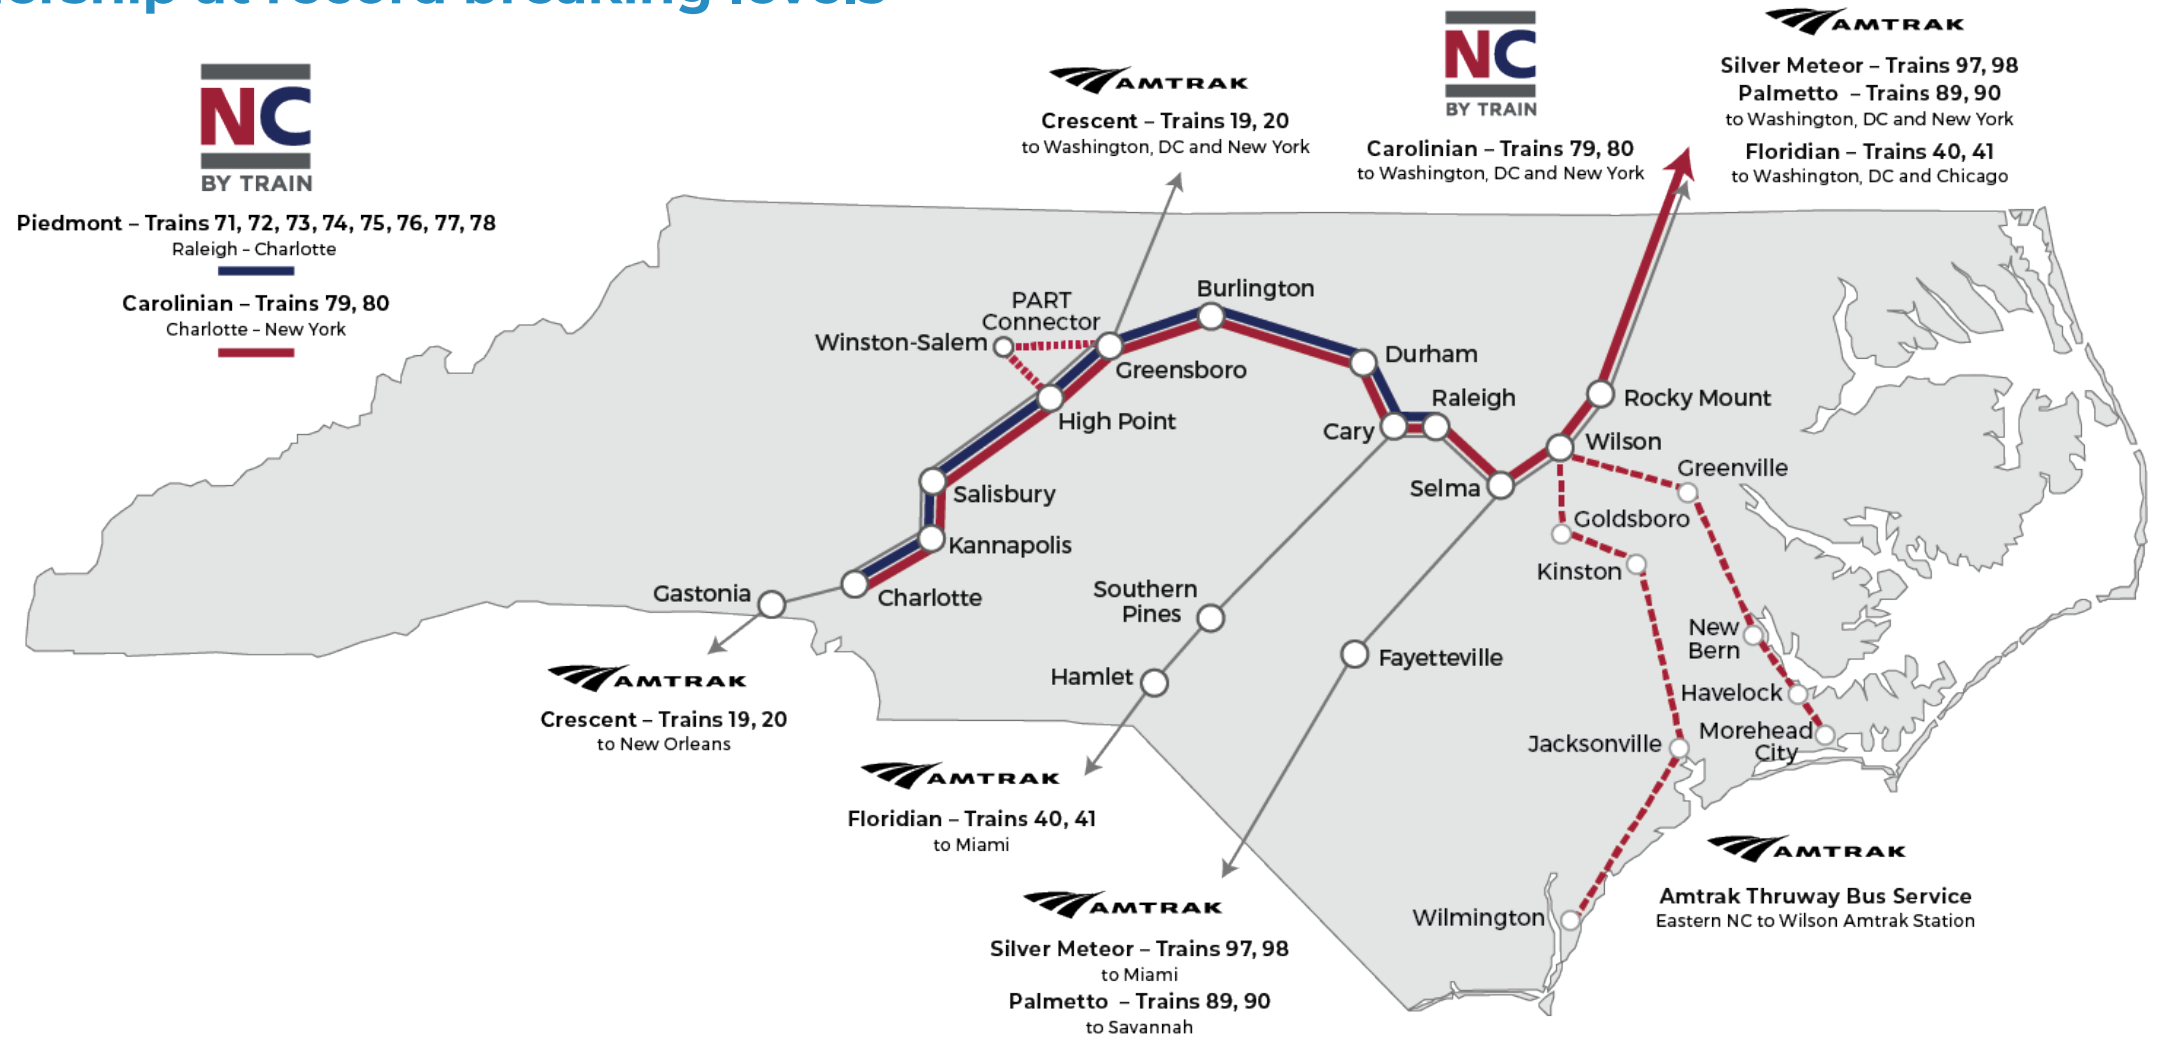 ership at record breaking levels
NC
BY TRAIN
Piedmont – Trains 71, 72, 73, 74, 75, 76, 77, 78
Raleigh – Charlotte
Carolinian – Trains 79, 80
Charlotte – New York
AMTRAK
Crescent – Trains 19, 20
to Washington, DC and New York
NC
BY TRAIN
Carolinian – Trains 79, 80
to Washington, DC and New York
AMTRAK
Silver Meteor – Trains 97, 98
Palmetto – Trains 89, 90
to Washington, DC and New York
Floridian – Trains 40, 41
to Washington, DC and Chicago
PART
Connector
Winston-Salem
Burlington
Greensboro
High Point
Durham
Raleigh
Cary
Rocky Mount
Wilson
Selma
Greenville
Goldsboro
Kinston
Salisbury
Kannapolis
Charlotte
Gastonia
Southern
Pines
Hamlet
Fayetteville
New
Bern
Havelock
Morehead
City
Jacksonville
Wilmington
AMTRAK
Crescent – Trains 19, 20
to New Orleans
AMTRAK
Floridian – Trains 40, 41
to Miami
AMTRAK
Silver Meteor – Trains 97, 98
to Miami
Palmetto – Trains 89, 90
to Savannah
AMTRAK
Amtrak Thruway Bus Service
Eastern NC to Wilson Amtrak Station